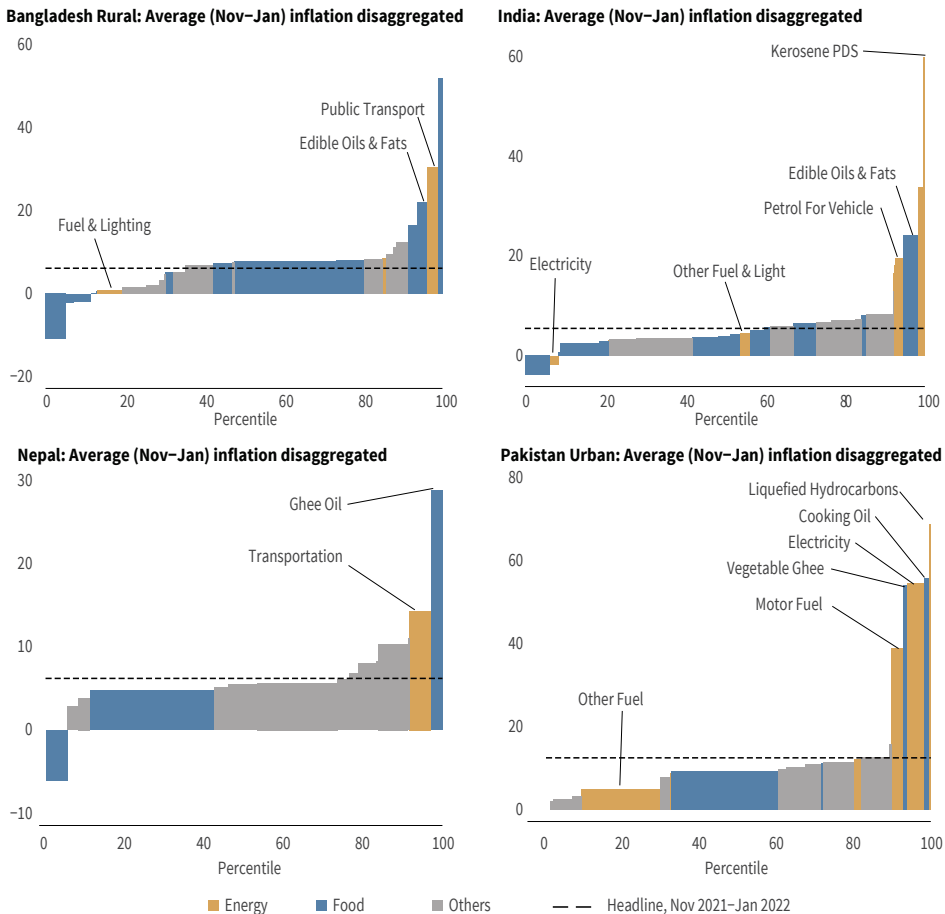 Bangladesh Rural: Average (Nov–Jan) inflation disaggregated
60
40
20
0
−20
Public Transport
Edible Oils & Fats
Fuel & Lighting
0 20 40 60 80 100
Percentile
India: Average (Nov–Jan) inflation disaggregated
60
40
20
0
Kerosene PDS
Edible Oils & Fats
Petrol For Vehicle
Electricity
Other Fuel & Light
0 20 40 60 80 100
Percentile
Nepal: Average (Nov–Jan) inflation disaggregated
30
20
10
0
−10
Ghee Oil
Transportation
0 20 40 60 80 100
Percentile
Pakistan Urban: Average (Nov–Jan) inflation disaggregated
80
60
40
20
0
Liquefied Hydrocarbons
Cooking Oil
Electricity
Vegetable Ghee
Motor Fuel
Other Fuel
0 20 40 60 80 100
Percentile
Energy Food Others Headline, Nov 2021–Jan 2022